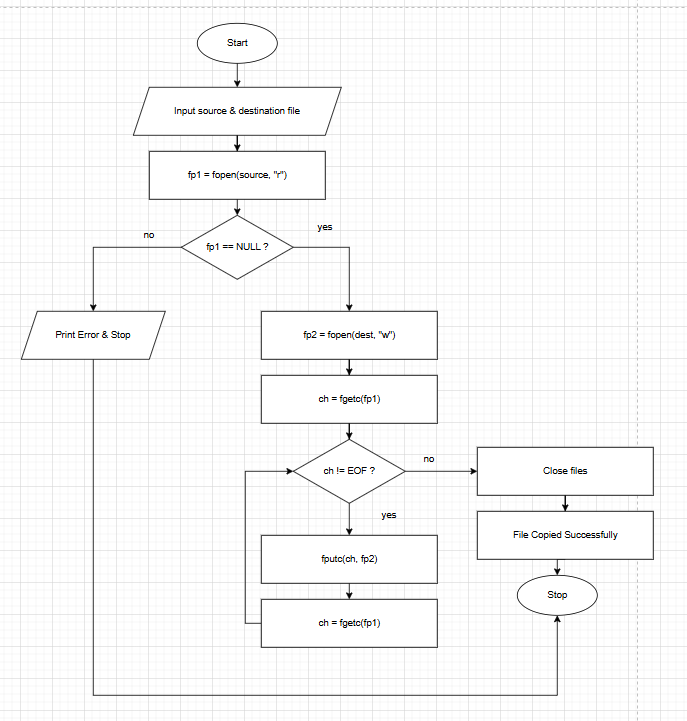 Start
Input source & destination file
fp1 = fopen(source, "r")
no
yes
fp1 == NULL ?
Print Error & Stop
fp2 = fopen(dest, "w")
ch = fgetc(fp1)
ch != EOF ?
no
Close files
yes
File Copied Successfully
fputc(ch, fp2)
Stop
ch = fgetc(fp1)